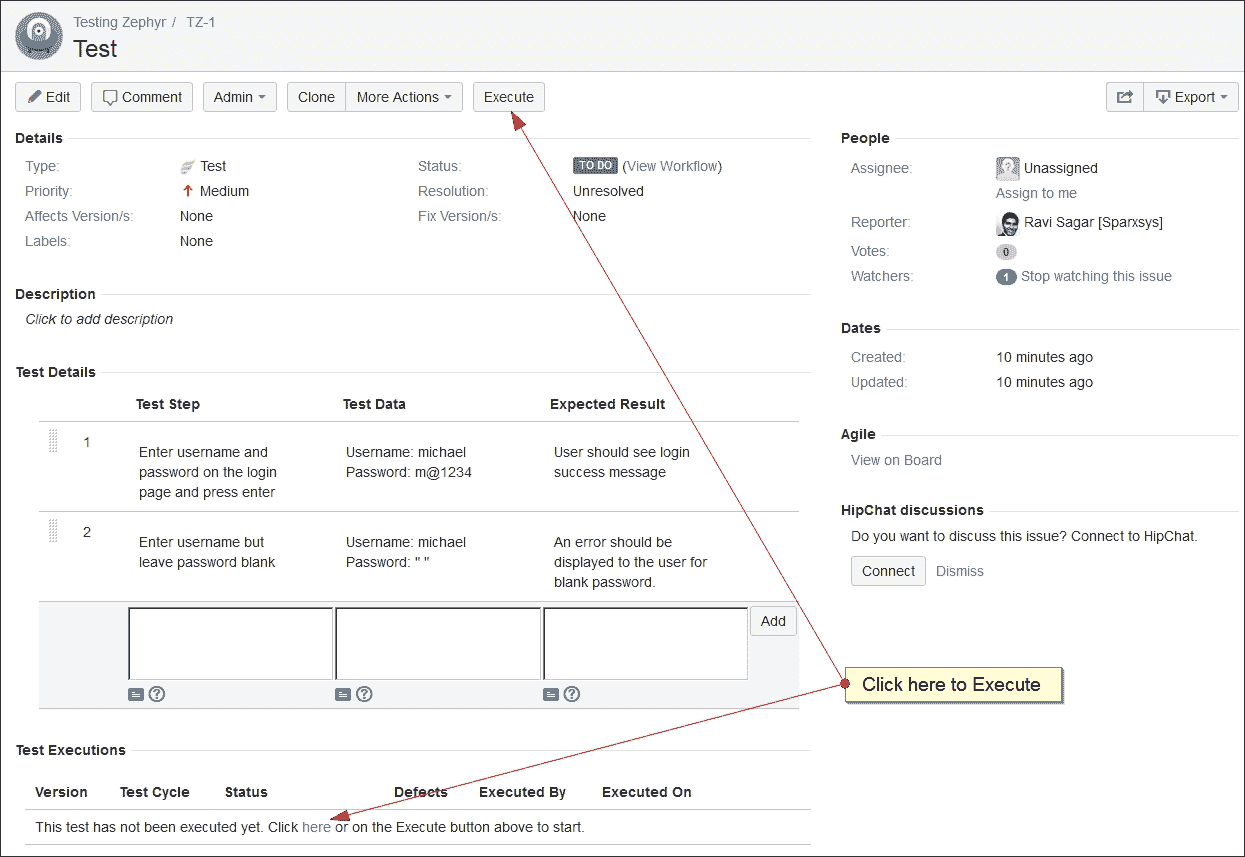 Testing Zephyr / TZ-1
Test
Edit Comment Admin Clone More Actions Execute Export
Details
Type: Test
Priority: Medium
Affects Version/s: None
Labels: None
Status: TO DO (View Workflow)
Resolution: Unresolved
Fix Version/s: None
Description
Click to add description
Test Details
Test Step Test Data Expected Result
1
Enter username and
password on the login
page and press enter
Username: michael
Password: m@1234
User should see login
success message
2
Enter username but
leave password blank
Username: michael
Password: " "
An error should be
displayed to the user for
blank password.
Add
Test Executions
Version Test Cycle Status Defects Executed By Executed On
This test has not been executed yet. Click here or on the Execute button above to start.
People
Assignee: Unassigned
Assign to me
Reporter: Ravi Sagar [Sparxsys]
Votes: 0
Watchers: 1 Stop watching this issue
Dates
Created: 10 minutes ago
Updated: 10 minutes ago
Agile
View on Board
HipChat discussions
Do you want to discuss this issue? Connect to HipChat.
Connect Dismiss
Click here to Execute